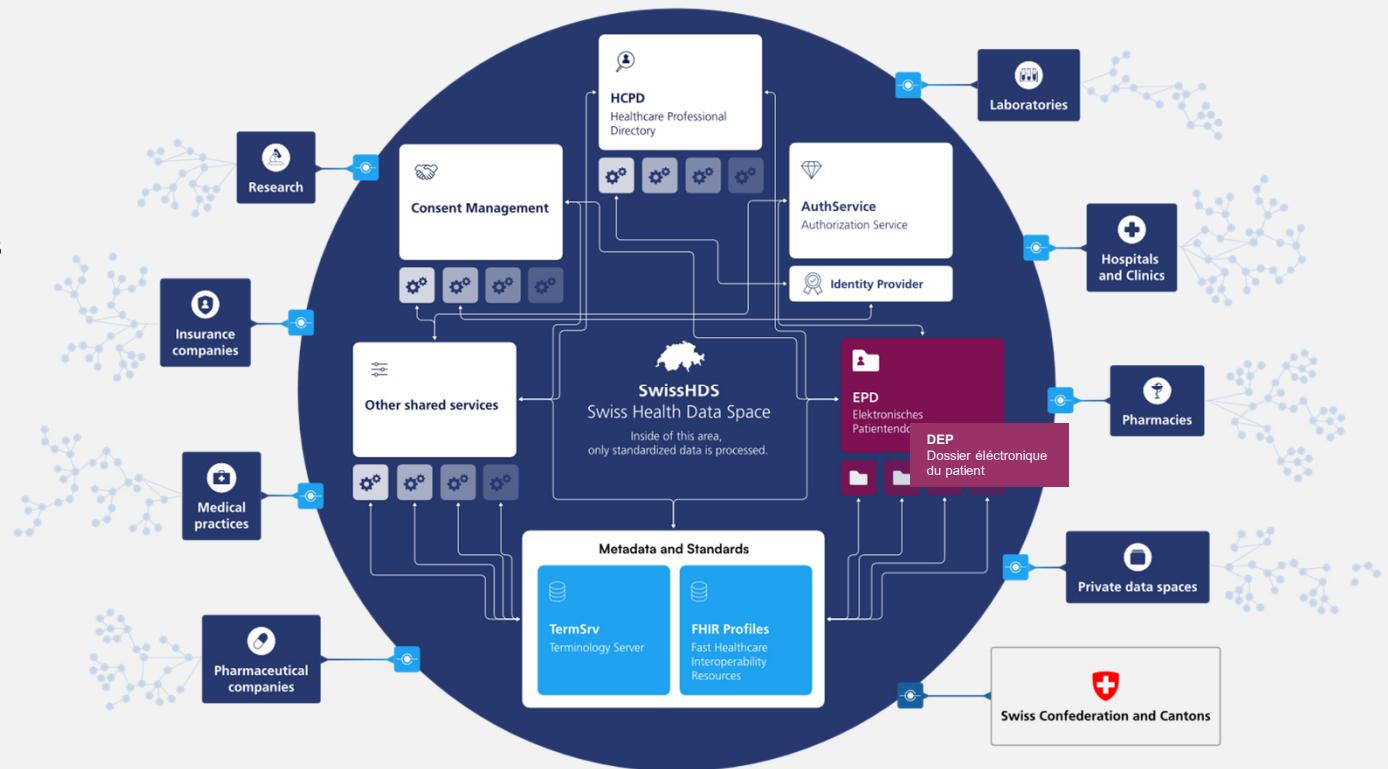 HCPD
Healthcare Professional
Directory
Laboratories
Research
Consent Management
AuthService
Authorization Service
Identity Provider
Hospitals
and Clinics
Insurance
companies
Other shared services
SwissHDS
Swiss Health Data Space
Inside of this area,
only standardized data is processed.
EPD
Elektronisches
DEP
Dossier éléctronique
du patient
Pharmacies
Medical
practices
Metadata and Standards
TermSrv
Terminology Server
FHIR Profiles
Fast Healthcare
Interoperability
Resources
Private data spaces
Pharmaceutical
companies
Swiss Confederation and Cantons